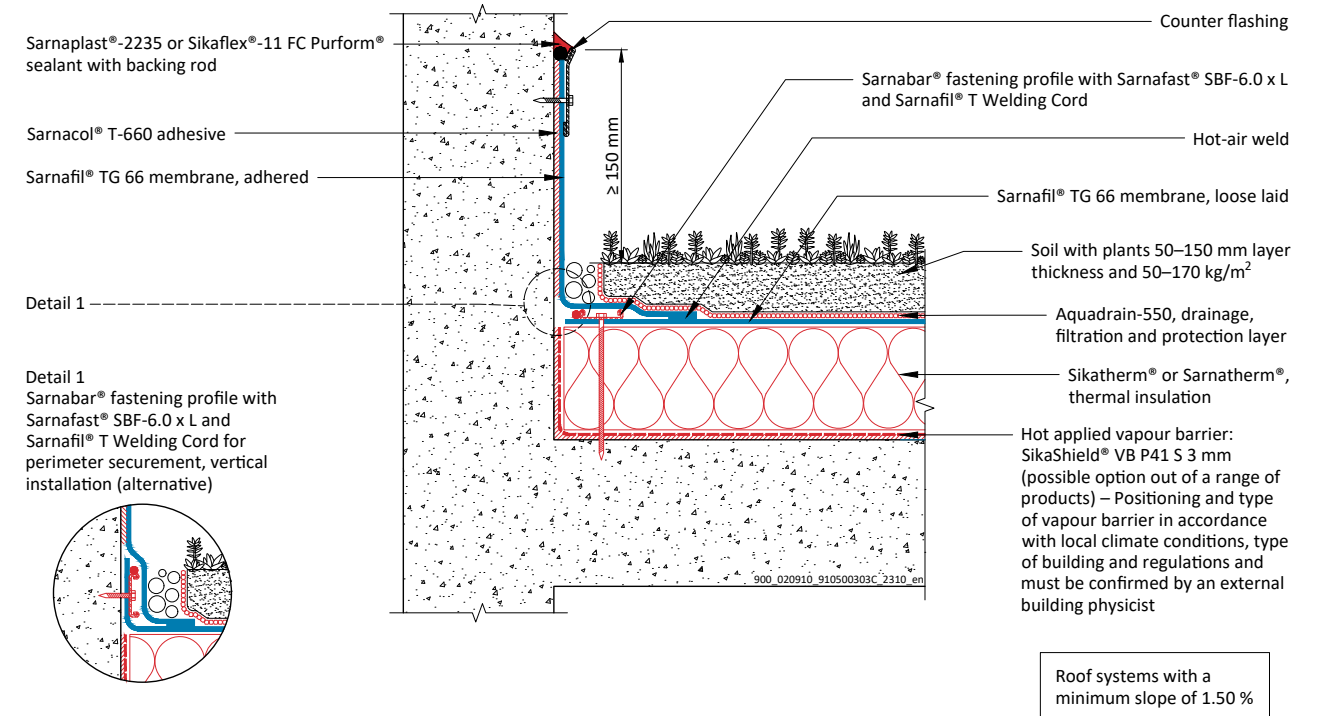 Sarnaplast®-2235 or Sikaflex®-11 FC Purform®
sealant with backing rod
Sarnacol® T-660 adhesive
Sarnafil® TG 66 membrane, adhered
Detail 1
Detail 1
Sarnabar® fastening profile with
Sarnafast® SBF-6.0 x L and
Sarnafil® T Welding Cord for
perimeter securement, vertical
installation (alternative)
≥ 150 mm
Counter flashing
Sarnabar® fastening profile with Sarnafast® SBF-6.0 x L
and Sarnafil® T Welding Cord
Hot-air weld
Sarnafil® TG 66 membrane, loose laid
Soil with plants 50–150 mm layer
thickness and 50–170 kg/m²
Aquadrain-550, drainage,
filtration and protection layer
Sikatherm® or Sarnatherm®,
thermal insulation
Hot applied vapour barrier:
SikaShield® VB P41 S 3 mm
(possible option out of a range of
products) – Positioning and type
of vapour barrier in accordance
with local climate conditions, type
of building and regulations and
must be confirmed by an external
building physicist
900_020910_910500303C_2310_en
Roof systems with a
minimum slope of 1.50 %